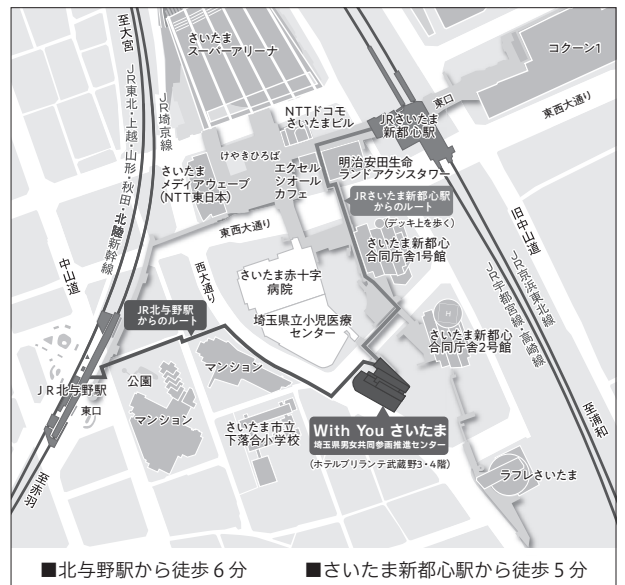 至大宮
JR東北・上越・山形・秋田・北陸新幹線
JR埼京線
さいたま
スーパーアリーナ
コクーン1
NTTドコモ
さいたまビル
JRさいたま
新都心駅
東口
東西大通り
けやきひろば
さいたま
メディアウェーブ
(NTT東日本)
エクセル
シオール
カフェ
明治安田生命
ランドアクシスタワー
JRさいたま新都心駅
からのルート
(デッキ上を歩く)
東西大通り
中山道
西大通り
さいたま赤十字
病院
さいたま新都心
合同庁舎1号館
旧中山道
JR京浜東北線
JR宇都宮線・高崎線
JR北与野駅
からのルート
埼玉県立小児医療
センター
H
さいたま新都心
合同庁舎2号館
JR北与野駅
東口
公園
マンション
マンション
さいたま市立
下落合小学校
With You さいたま
埼玉県男女共同参画推進センター
(ホテルブリランテ武蔵野3・4階)
至浦和
ラフレさいたま
至赤羽
■北与野駅から徒歩6分
■さいたま新都心駅から徒歩5分